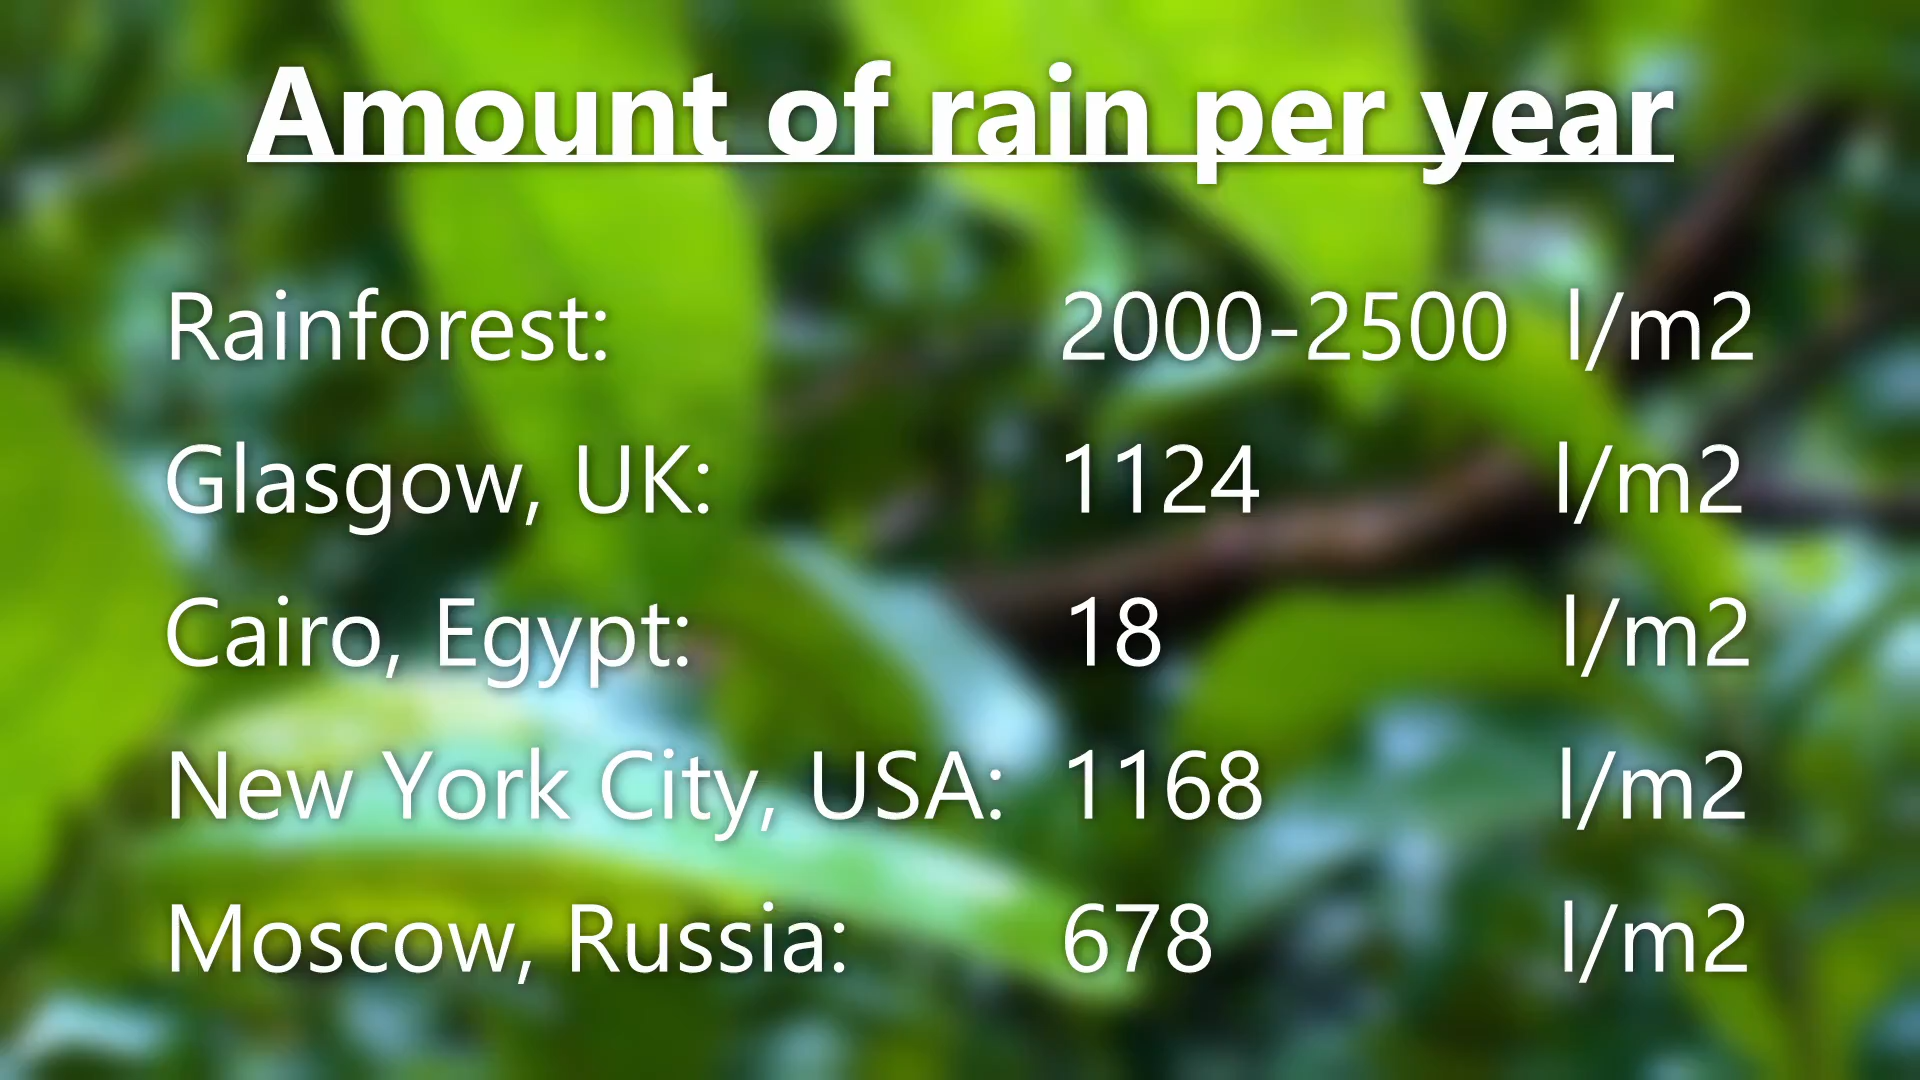 Amount of rain per year
Rainforest: 2000-2500 l/m2
Glasgow, UK: 1124 l/m2
Cairo, Egypt: 18 l/m2
New York City, USA: 1168 l/m2
Moscow, Russia: 678 l/m2